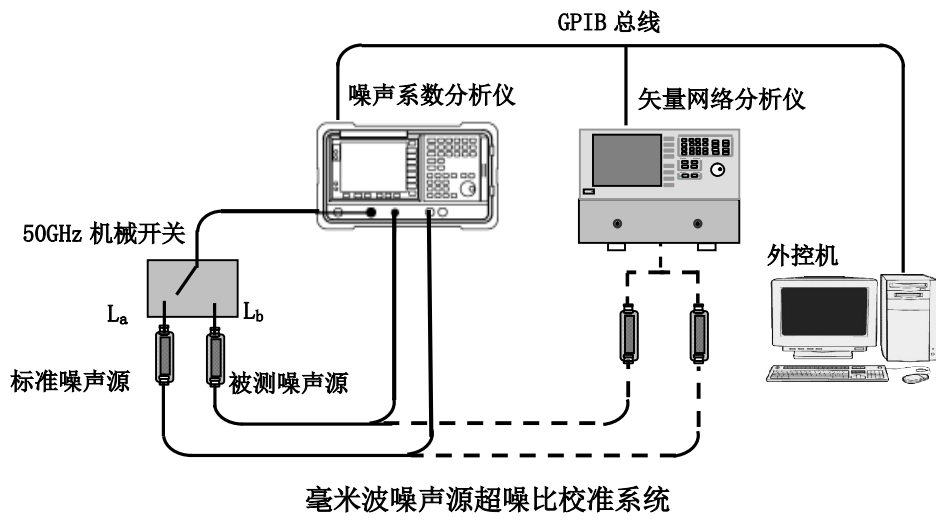 GPIB 总线
噪声系数分析仪
矢量网络分析仪
50GHz 机械开关
外控机
La
Lb
标准噪声源
被测噪声源
毫米波噪声源超噪比校准系统